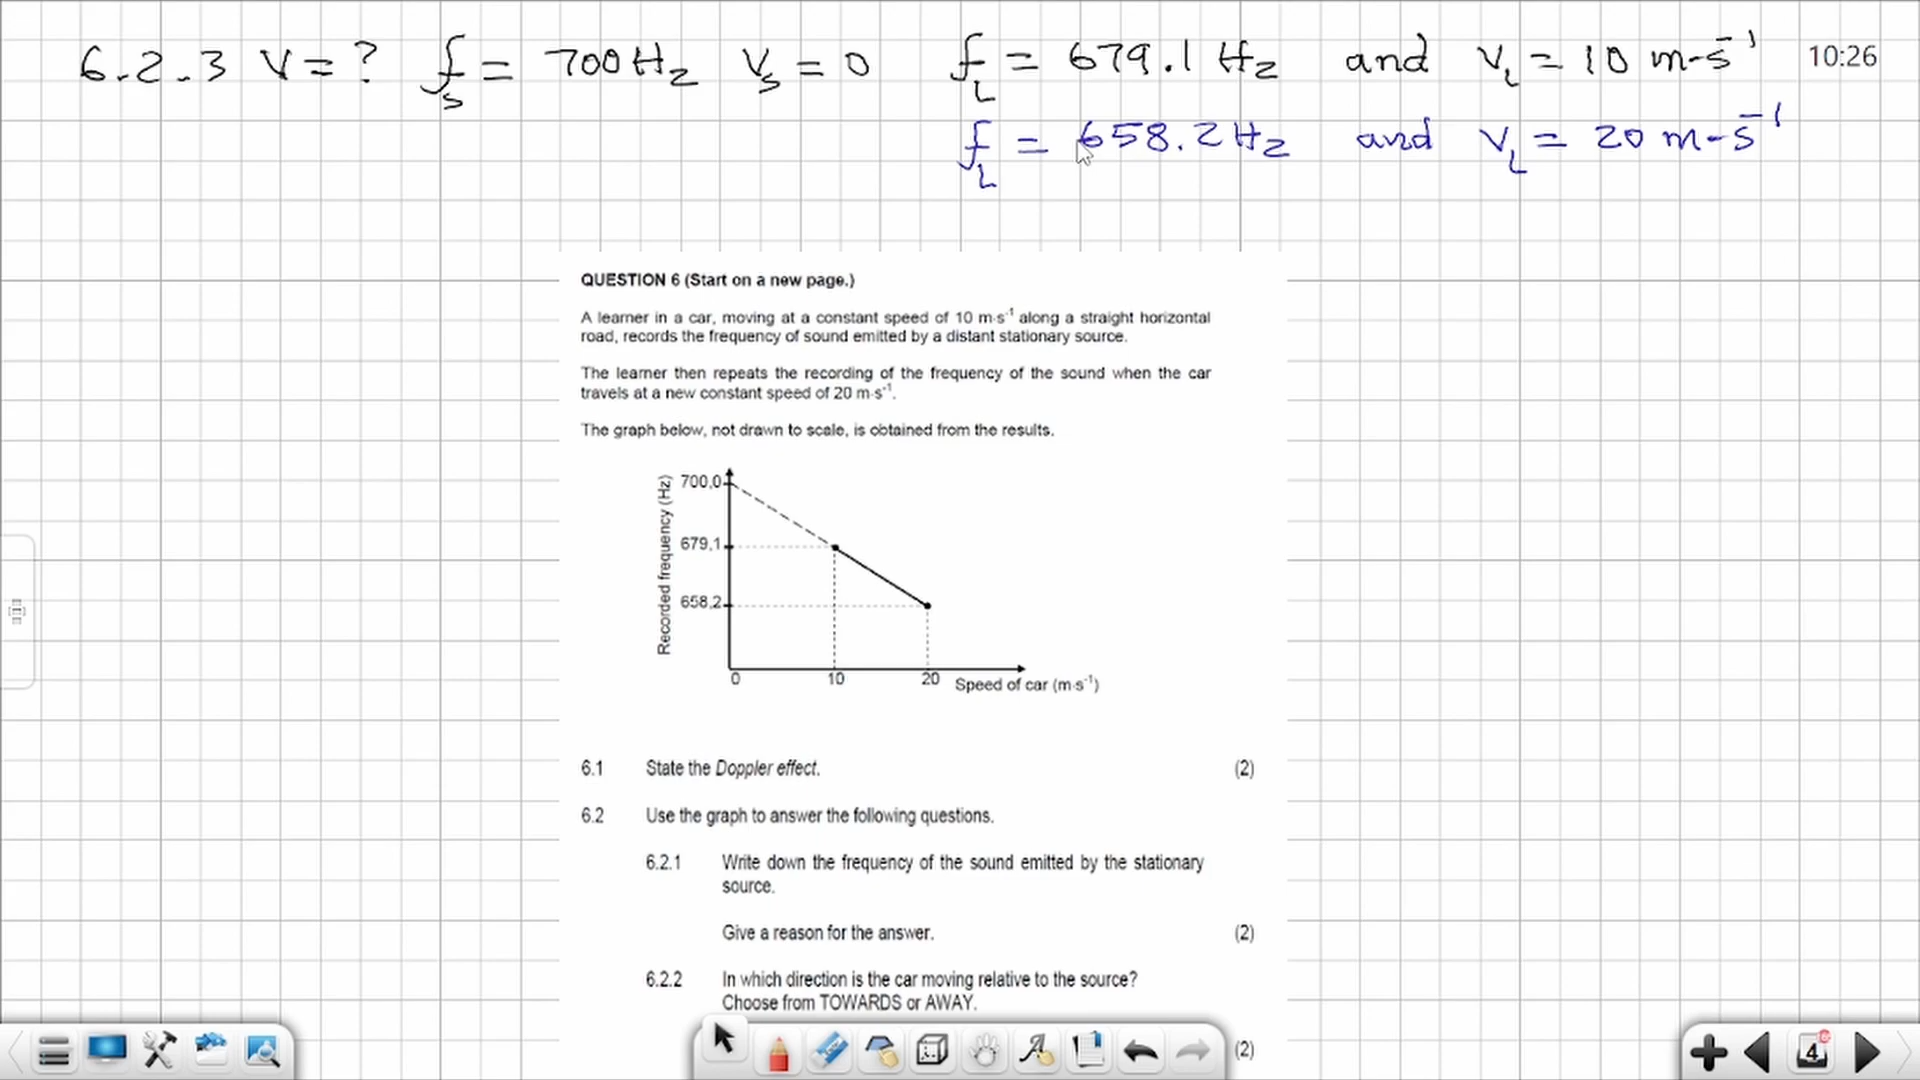 6.2.3 V = ? fs = 700 Hz Vs = 0 fL = 679.1 Hz and VL = 10 m·s⁻¹ 10:26
fL = 658.2 Hz and VL = 20 m·s⁻¹
QUESTION 6 (Start on a new page.)
A learner in a car, moving at a constant speed of 10 m·s⁻¹ along a straight horizontal
road, records the frequency of sound emitted by a distant stationary source.
The learner then repeats the recording of the frequency of the sound when the car
travels at a new constant speed of 20 m·s⁻¹.
The graph below, not drawn to scale, is obtained from the results.
Recorded frequency (Hz)
700,0
679,1
658,2
0 10 20 Speed of car (m·s⁻¹)
6.1 State the Doppler effect. (2)
6.2 Use the graph to answer the following questions.
6.2.1 Write down the frequency of the sound emitted by the stationary
source.
Give a reason for the answer. (2)
6.2.2 In which direction is the car moving relative to the source?
Choose from TOWARDS or AWAY.
(2)
4